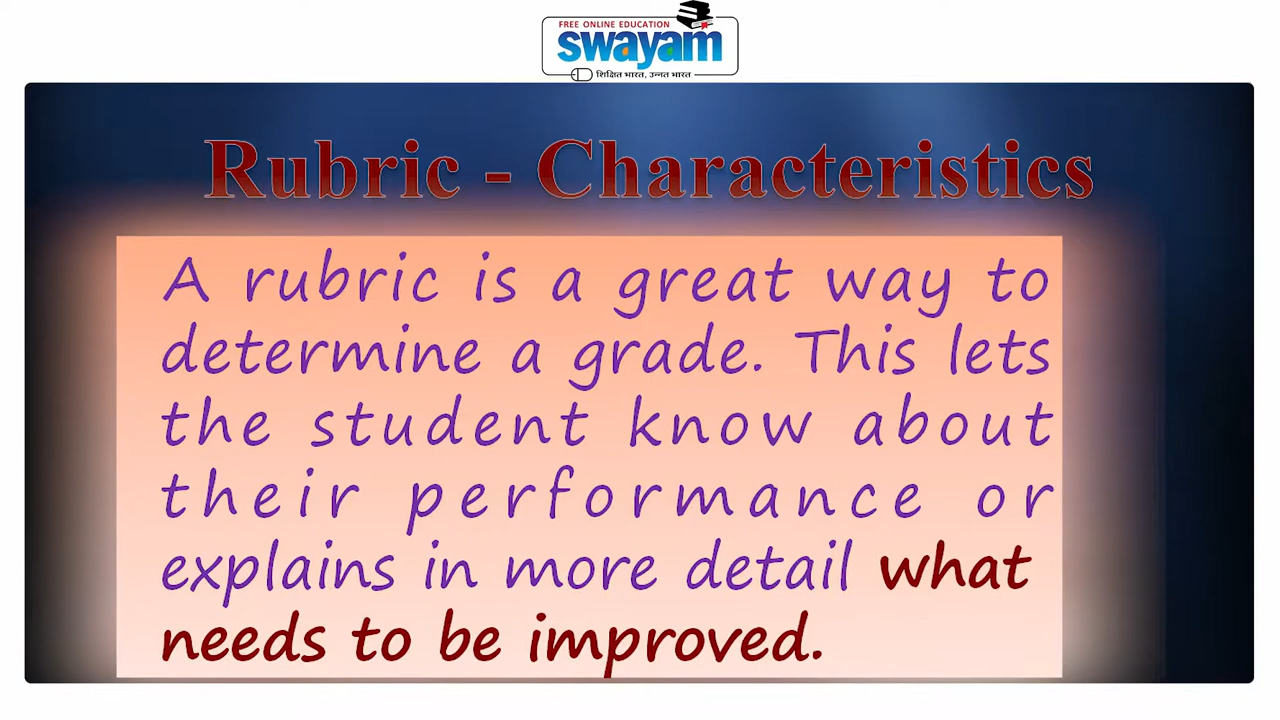 FREE ONLINE EDUCATION
swayam
शिक्षित भारत, उन्नत भारत
Rubric - Characteristics
A rubric is a great way to
determine a grade. This lets
the student know about
their performance or
explains in more detail what
needs to be improved.